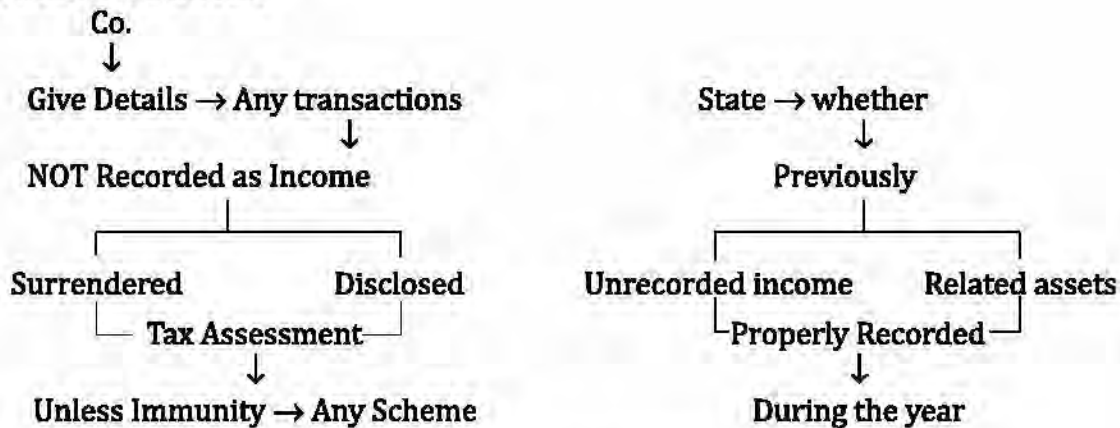 Co.
↓
Give Details → Any transactions
↓
NOT Recorded as Income
Surrendered Disclosed
Tax Assessment
↓
Unless Immunity → Any Scheme
State → whether
↓
Previously
Unrecorded income Related assets
Properly Recorded
↓
During the year